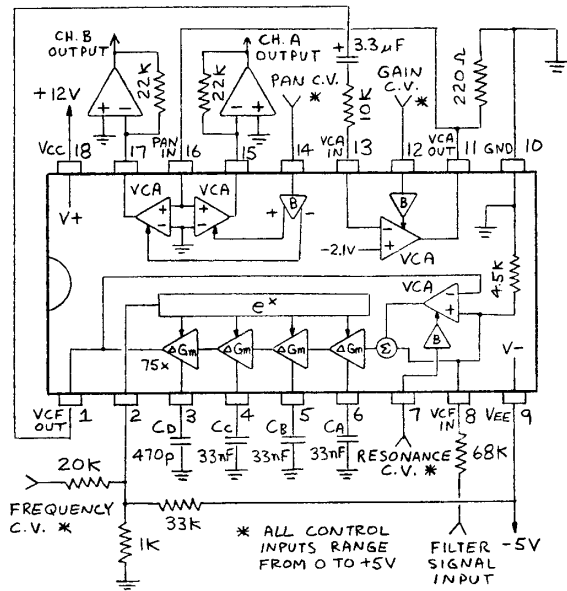 CH. B
OUTPUT
22K
22K
CH. A
OUTPUT
PAN C.V.
*
+
3.3µF
10K
GAIN
C.V.
*
220Ω
+12V
+ -
- +
VCC
18
17
PAN
IN
16
15
14
VCA
IN
13
12
VCA
OUT
11
GND
10
V+
VCA
VCA
+
-
+
-
+
B
-
B
-
+
-2.1V
VCA
VCA
-
+
B
4.5K
e^x
ΔGm
ΔGm
ΔGm
ΔGm
Σ
75x
V-
VCF
OUT
1
2
3
4
5
6
7
VCF
IN
8
VEE
9
CD
470p
CC
33nF
CB
33nF
CA
33nF
RESONANCE
C.V. *
68K
20K
FREQUENCY
C.V. *
33K
1K
* ALL CONTROL
INPUTS RANGE
FROM 0 TO +5V
FILTER
SIGNAL
INPUT
-5V